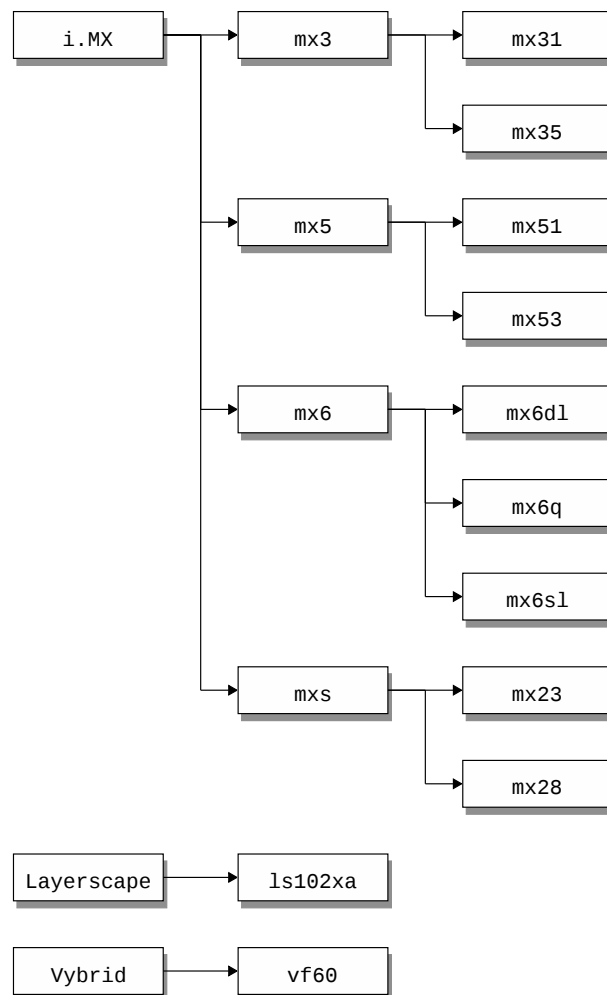 i.MX mx3 mx31
mx35
mx5 mx51
mx53
mx6 mx6dl
mx6q
mx6sl
mxs mx23
mx28
Layerscape ls102xa
Vybrid vf60